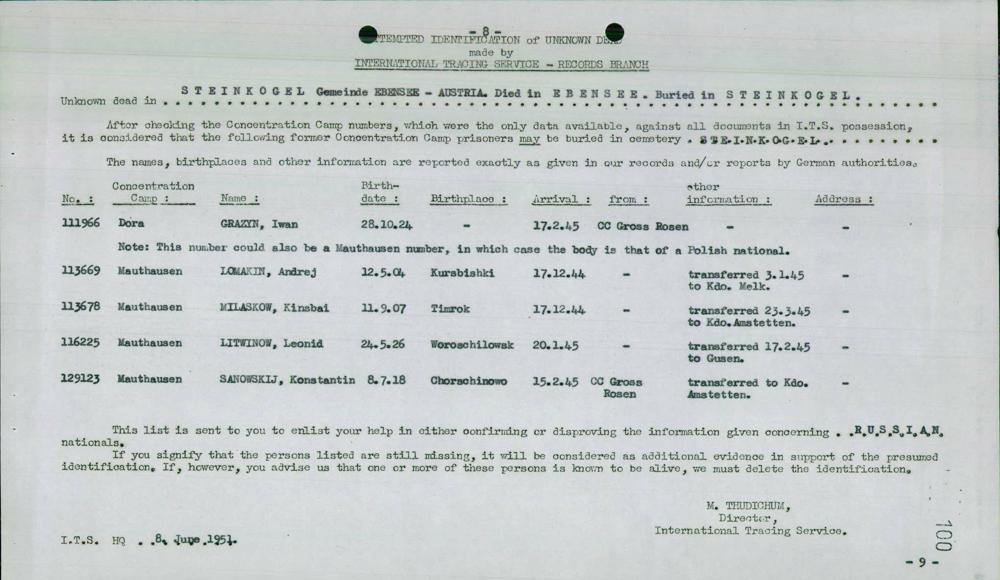 - 8 -
ATTEMPTED IDENTIFICATION of UNKNOWN DEAD
made by
INTERNATIONAL TRACING SERVICE - RECORDS BRANCH
Unknown dead in STEINKOGEL Gemeinde EBENSEE - AUSTRIA. Died in EBENSEE. Buried in STEINKOGEL.
After checking the Concentration Camp numbers, which were the only data available, against all documents in I.T.S. possession,
it is considered that the following former Concentration Camp prisoners may be buried in cemetery . S.T.E.I.N.K.O.G.E.L. . . . . . . . . .
The names, birthplaces and other information are reported exactly as given in our records and/or reports by German authorities.
No. : Concentration Camp : Name : Birth-date : Birthplace : Arrival : from : other information : Address :
111966 Dora GRAZYN, Iwan 28.10.24 - 17.2.45 CC Gross Rosen - -
Note: This number could also be a Mauthausen number, in which case the body is that of a Polish national.
113669 Mauthausen LOMAKIN, Andrej 12.5.04 Kursbishki 17.12.44 - transferred 3.1.45 -
to Kdo. Melk.
113678 Mauthausen MILASKOW, Kinsbai 11.9.07 Timrok 17.12.44 - transferred 23.3.45 -
to Kdo. Amstetten.
116225 Mauthausen LITWINOW, Leonid 24.5.26 Woroschilowsk 20.1.45 - transferred 17.2.45 -
to Gusen.
129123 Mauthausen SANOWSKIJ, Konstantin 8.7.18 Chorschinowo 15.2.45 CC Gross transferred to Kdo. -
Rosen Amstetten.
This list is sent to you to enlist your help in either confirming or disproving the information given concerning . .R.U.S.S.I.A.N.
nationals.
If you signify that the persons listed are still missing, it will be considered as additional evidence in support of the presumed
identification. If, however, you advise us that one or more of these persons is known to be alive, we must delete the identification.
M. THUDICHUM,
Director,
International Tracing Service.
I.T.S. HQ . .8. June .1951.
100
- 9 -